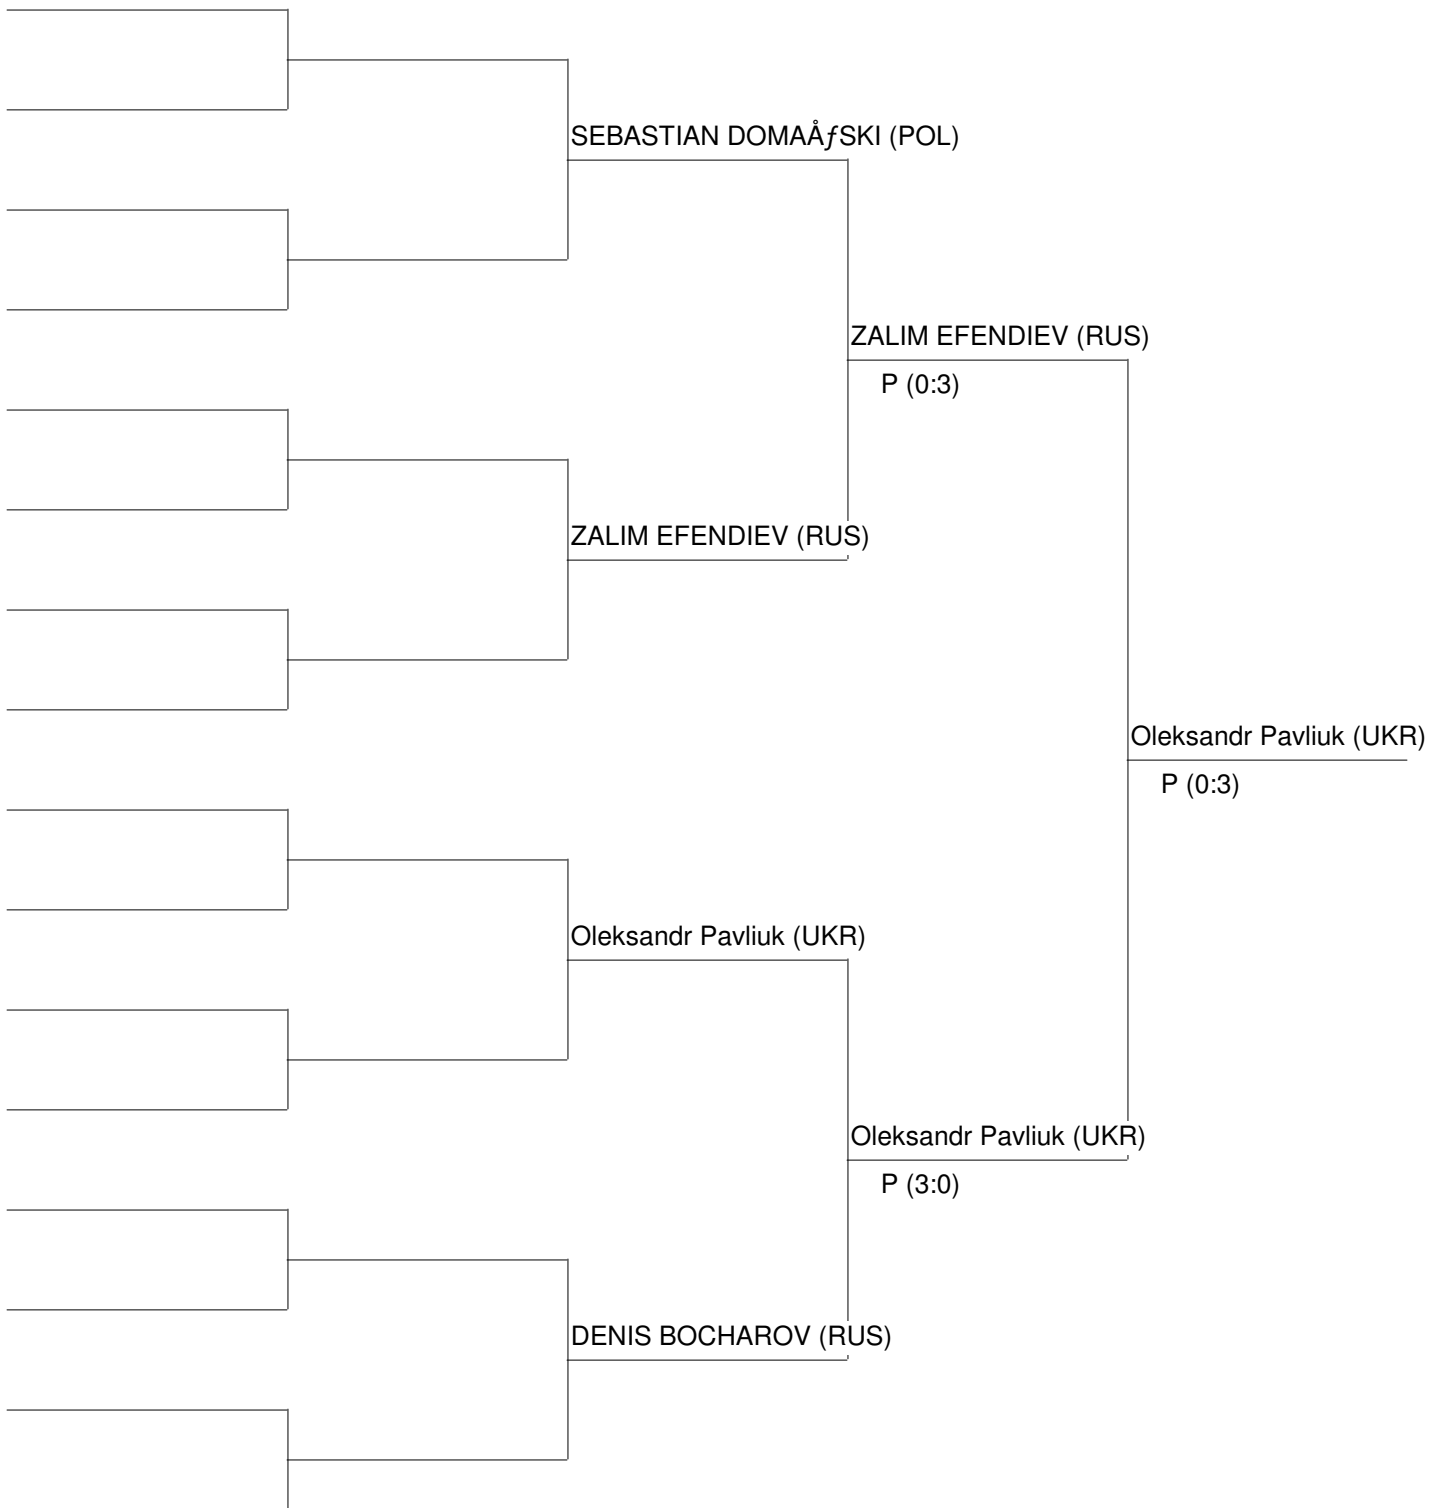 SEBASTIAN DOMAÅƒSKI (POL)
ZALIM EFENDIEV (RUS)
P (0:3)
ZALIM EFENDIEV (RUS)
Oleksandr Pavliuk (UKR)
P (0:3)
Oleksandr Pavliuk (UKR)
Oleksandr Pavliuk (UKR)
P (3:0)
DENIS BOCHAROV (RUS)